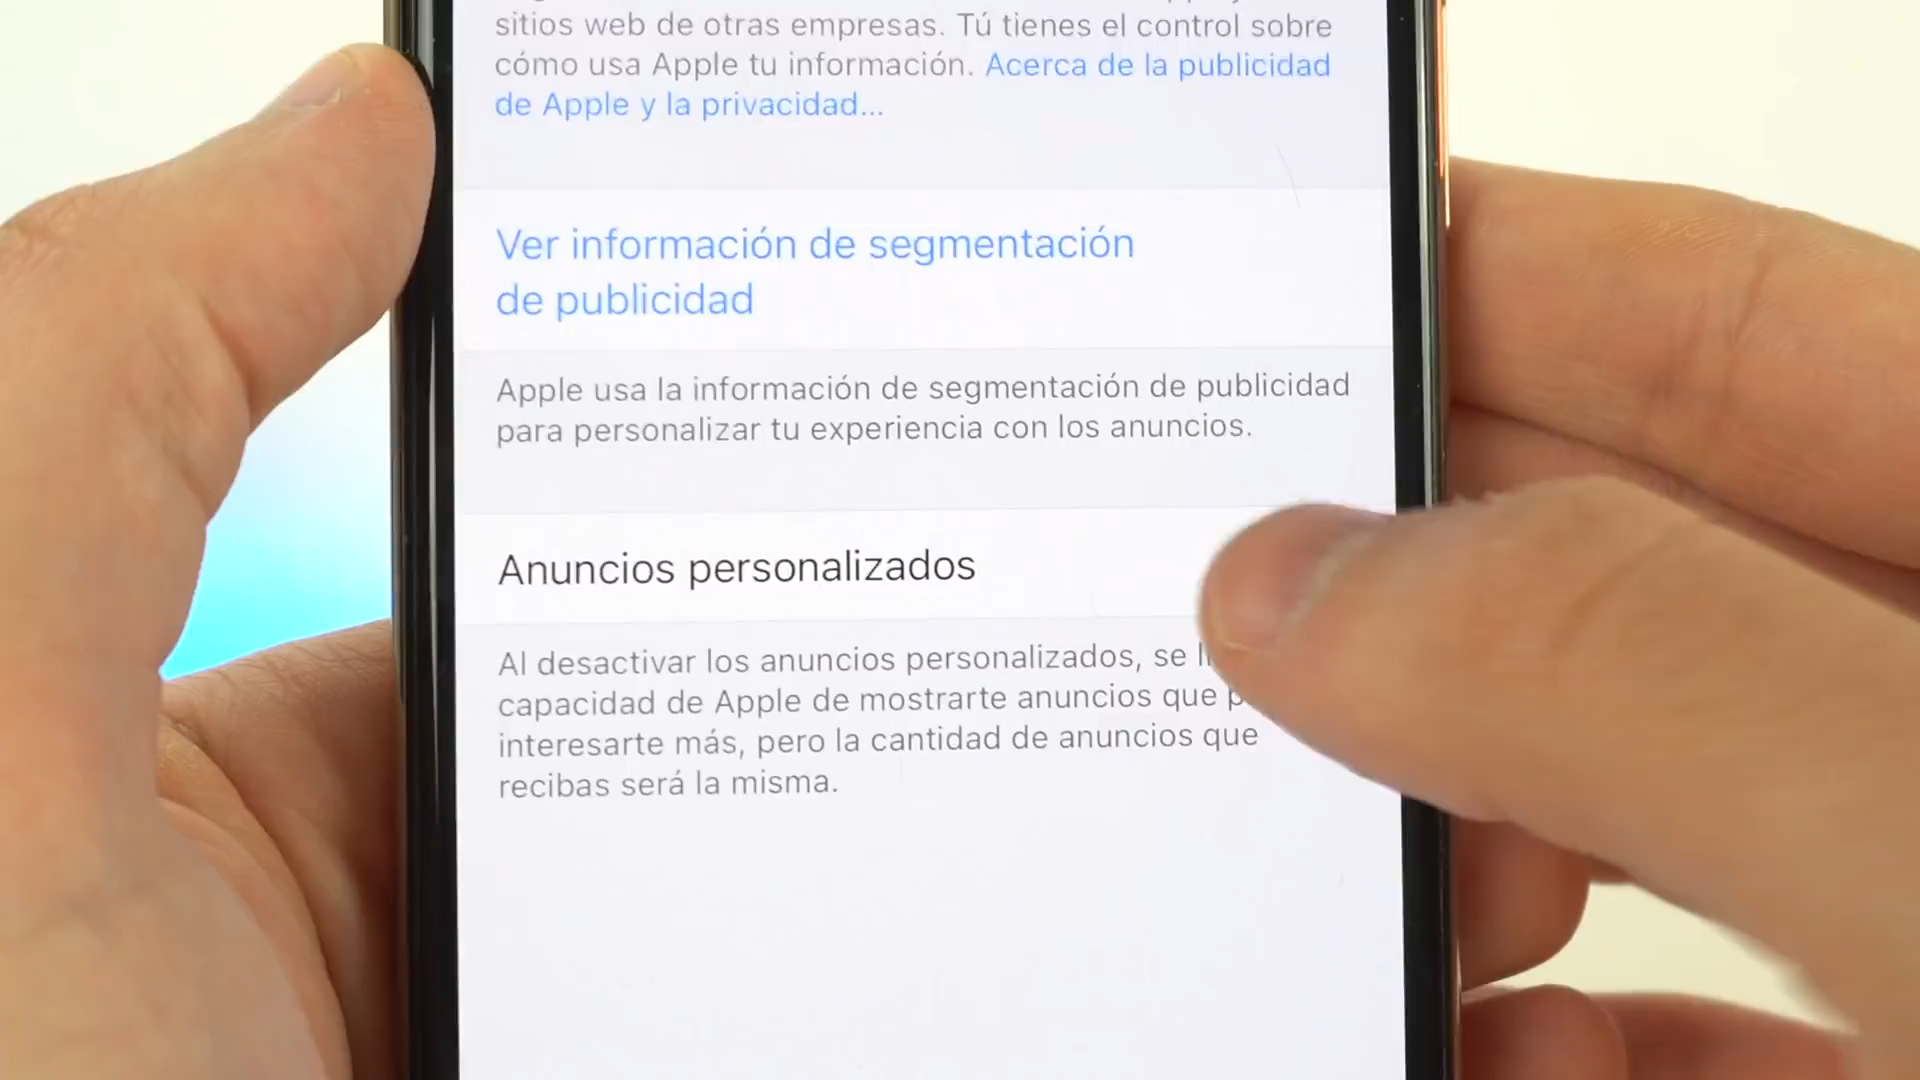 sitios web de otras empresas. Tú tienes el control sobre
cómo usa Apple tu información. Acerca de la publicidad
de Apple y la privacidad...
Ver información de segmentación
de publicidad
Apple usa la información de segmentación de publicidad
para personalizar tu experiencia con los anuncios.
Anuncios personalizados
Al desactivar los anuncios personalizados, se
capacidad de Apple de mostrarte anuncios que
interesarte más, pero la cantidad de anuncios que
recibas será la misma.